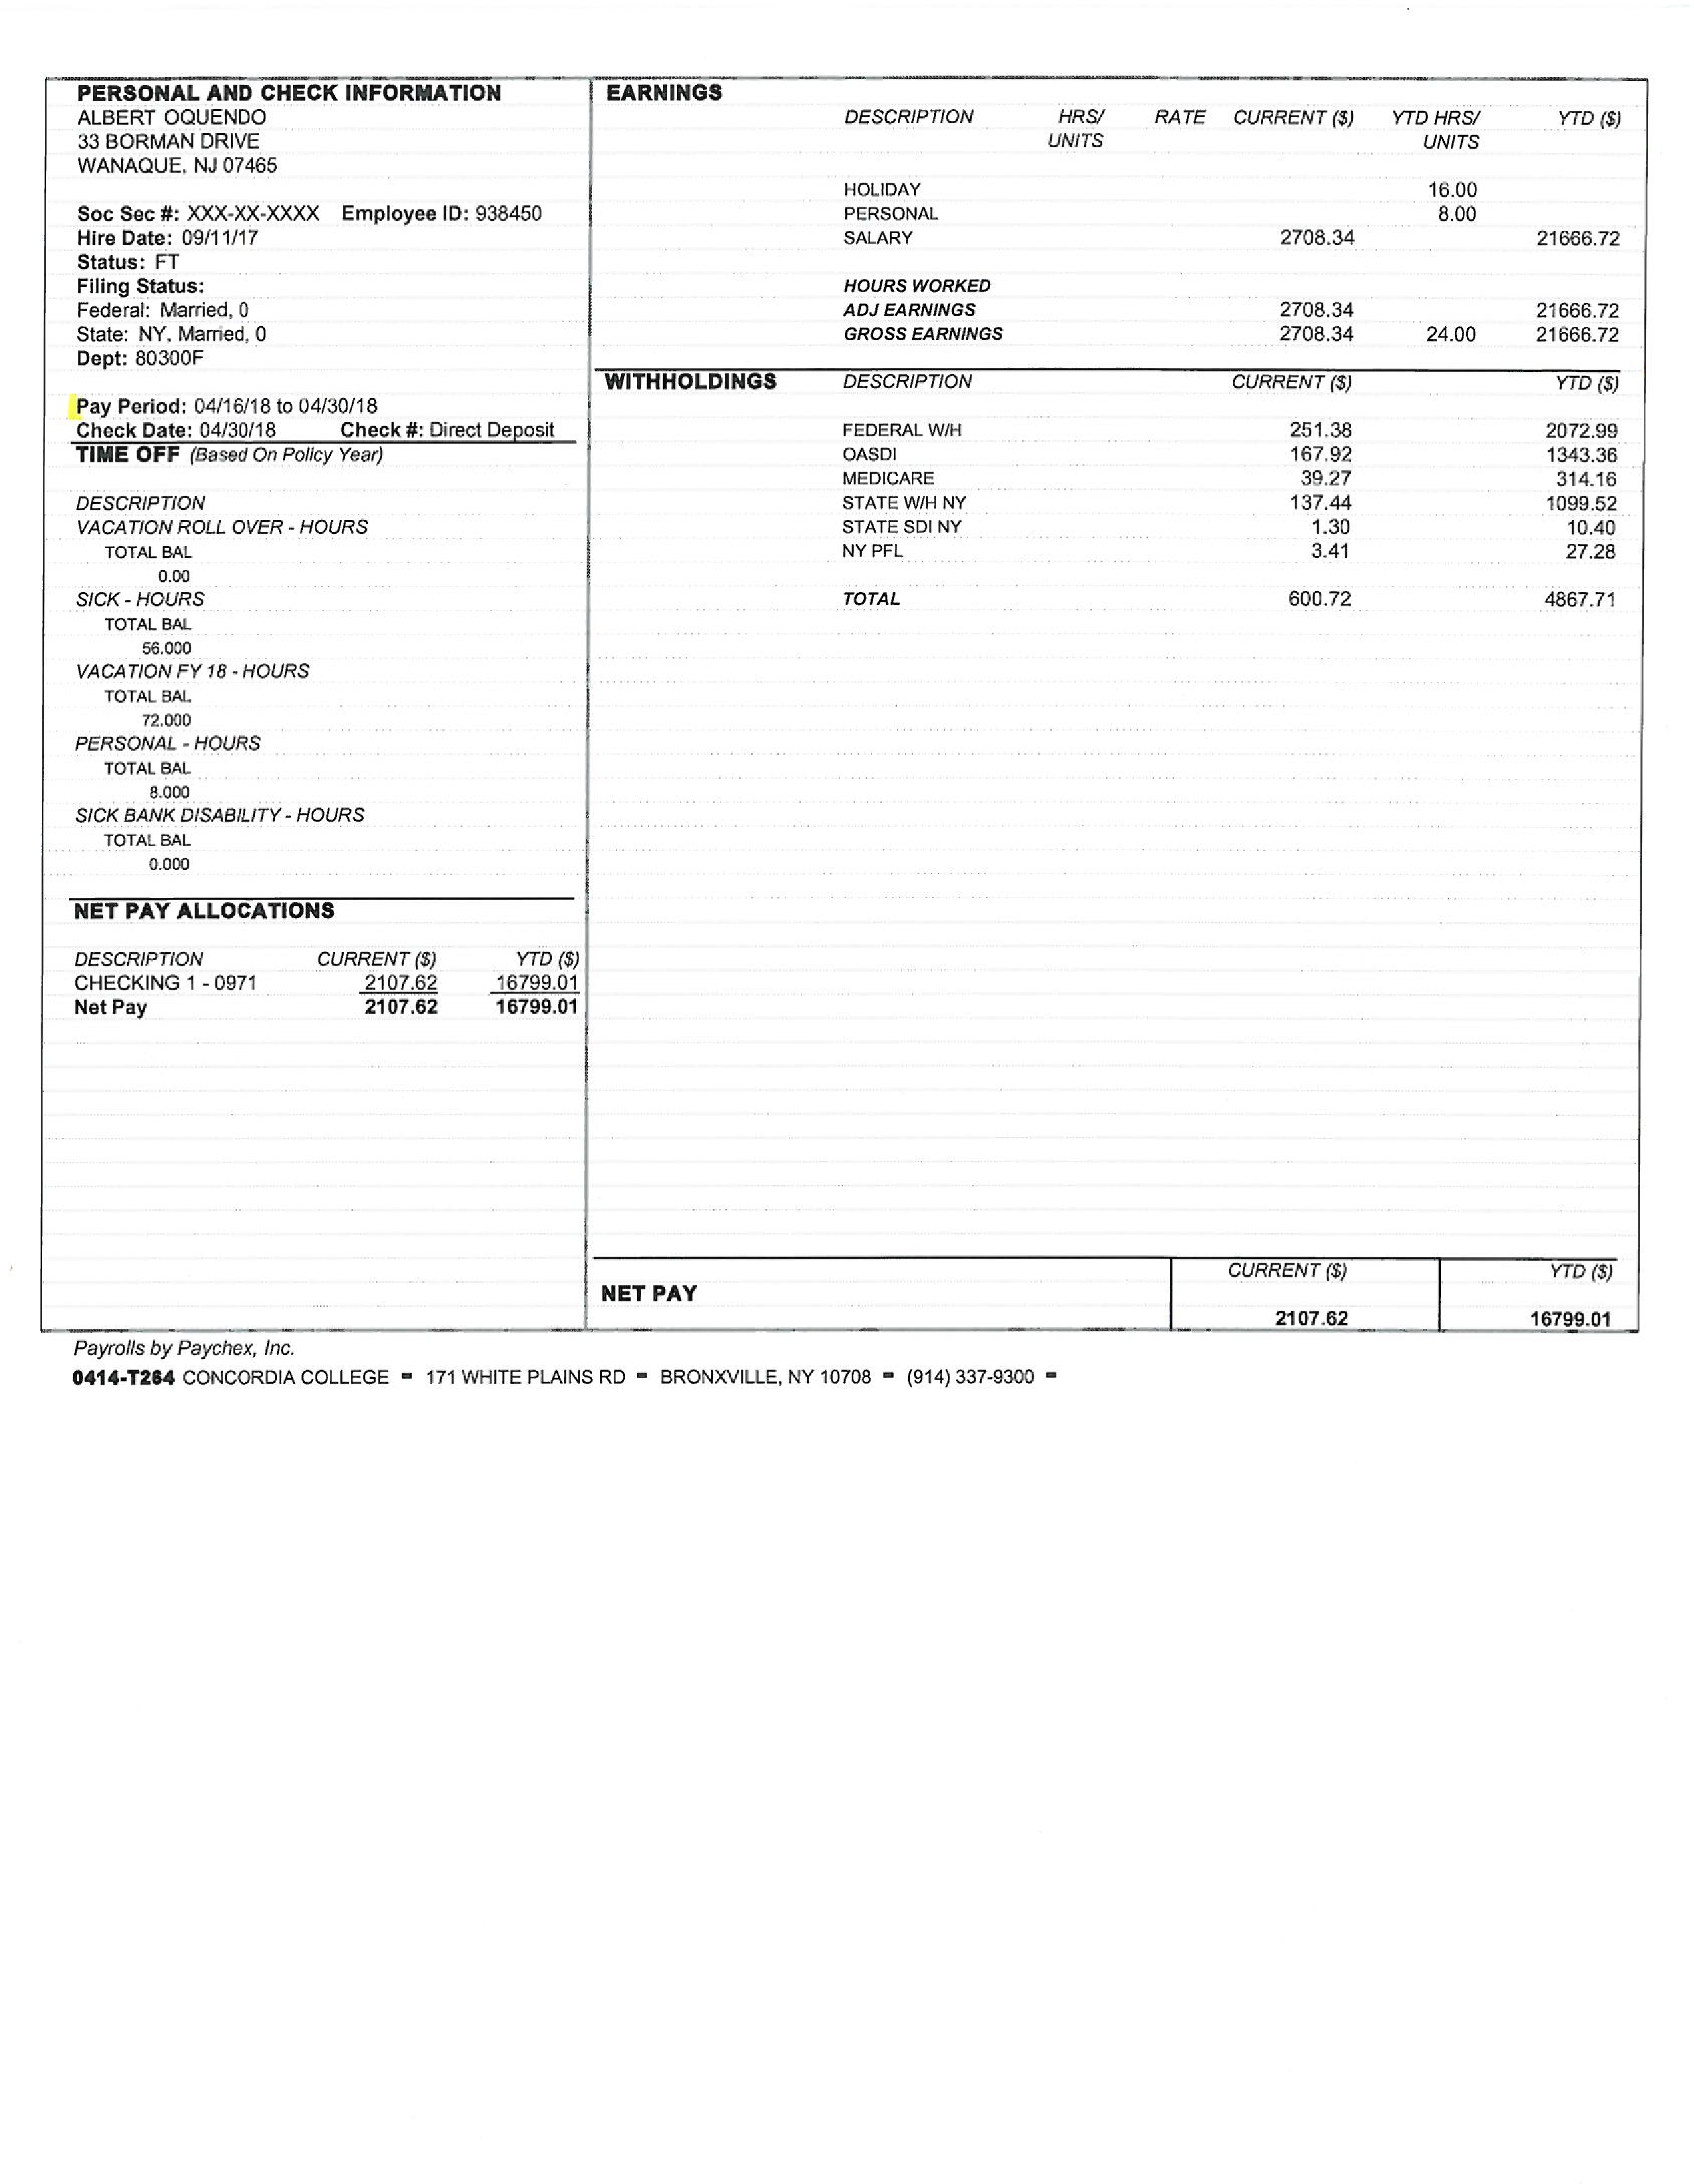 PERSONAL AND CHECK INFORMATION
ALBERT OQUENDO
33 BORMAN DRIVE
WANAQUE, NJ 07465
Soc Sec #: XXX-XX-XXXX Employee ID: 938450
Hire Date: 09/11/17
Status: FT
Filing Status:
Federal: Married, 0
State: NY, Married, 0
Dept: 80300F
Pay Period: 04/16/18 to 04/30/18
Check Date: 04/30/18 Check #: Direct Deposit
TIME OFF (Based On Policy Year)
DESCRIPTION
VACATION ROLL OVER - HOURS
TOTAL BAL
0.00
SICK - HOURS
TOTAL BAL
56.000
VACATION FY 18 - HOURS
TOTAL BAL
72.000
PERSONAL - HOURS
TOTAL BAL
8.000
SICK BANK DISABILITY - HOURS
TOTAL BAL
0.000
NET PAY ALLOCATIONS
DESCRIPTION CURRENT ($) YTD ($)
CHECKING 1 - 0971 2107.62 16799.01
Net Pay 2107.62 16799.01
EARNINGS
DESCRIPTION HRS/ RATE CURRENT ($) YTD HRS/ YTD ($)
UNITS UNITS
HOLIDAY 16.00
PERSONAL 8.00
SALARY 2708.34 21666.72
HOURS WORKED
ADJ EARNINGS 2708.34 21666.72
GROSS EARNINGS 2708.34 24.00 21666.72
WITHHOLDINGS DESCRIPTION CURRENT ($) YTD ($)
FEDERAL W/H 251.38 2072.99
OASDI 167.92 1343.36
MEDICARE 39.27 314.16
STATE W/H NY 137.44 1099.52
STATE SDI NY 1.30 10.40
NY PFL 3.41 27.28
TOTAL 600.72 4867.71
CURRENT ($) YTD ($)
NET PAY
2107.62 16799.01
Payrolls by Paychex, Inc.
0414-T264 CONCORDIA COLLEGE - 171 WHITE PLAINS RD - BRONXVILLE, NY 10708 - (914) 337-9300 -